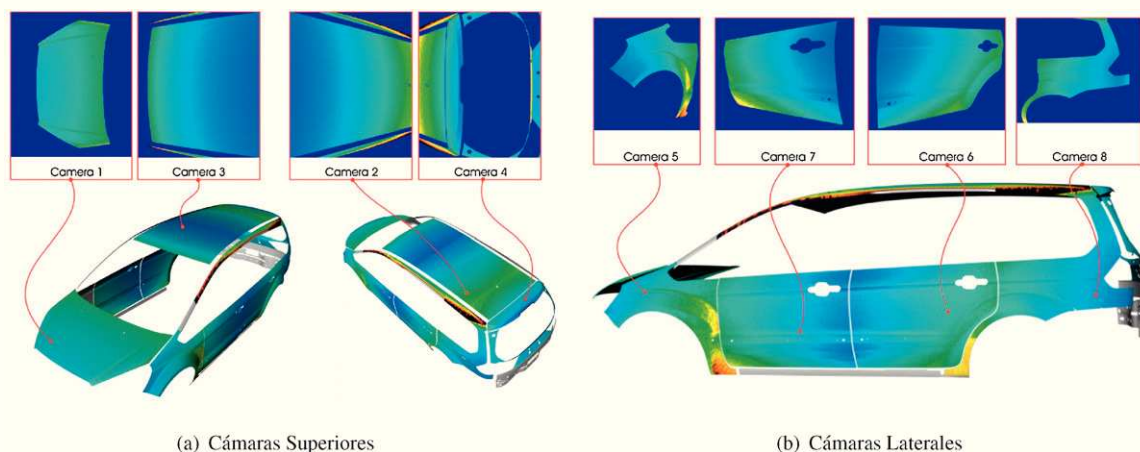 Camera 1
Camera 3
Camera 2
Camera 4
Camera 5
Camera 7
Camera 6
Camera 8
(a) Cámaras Superiores
(b) Cámaras Laterales